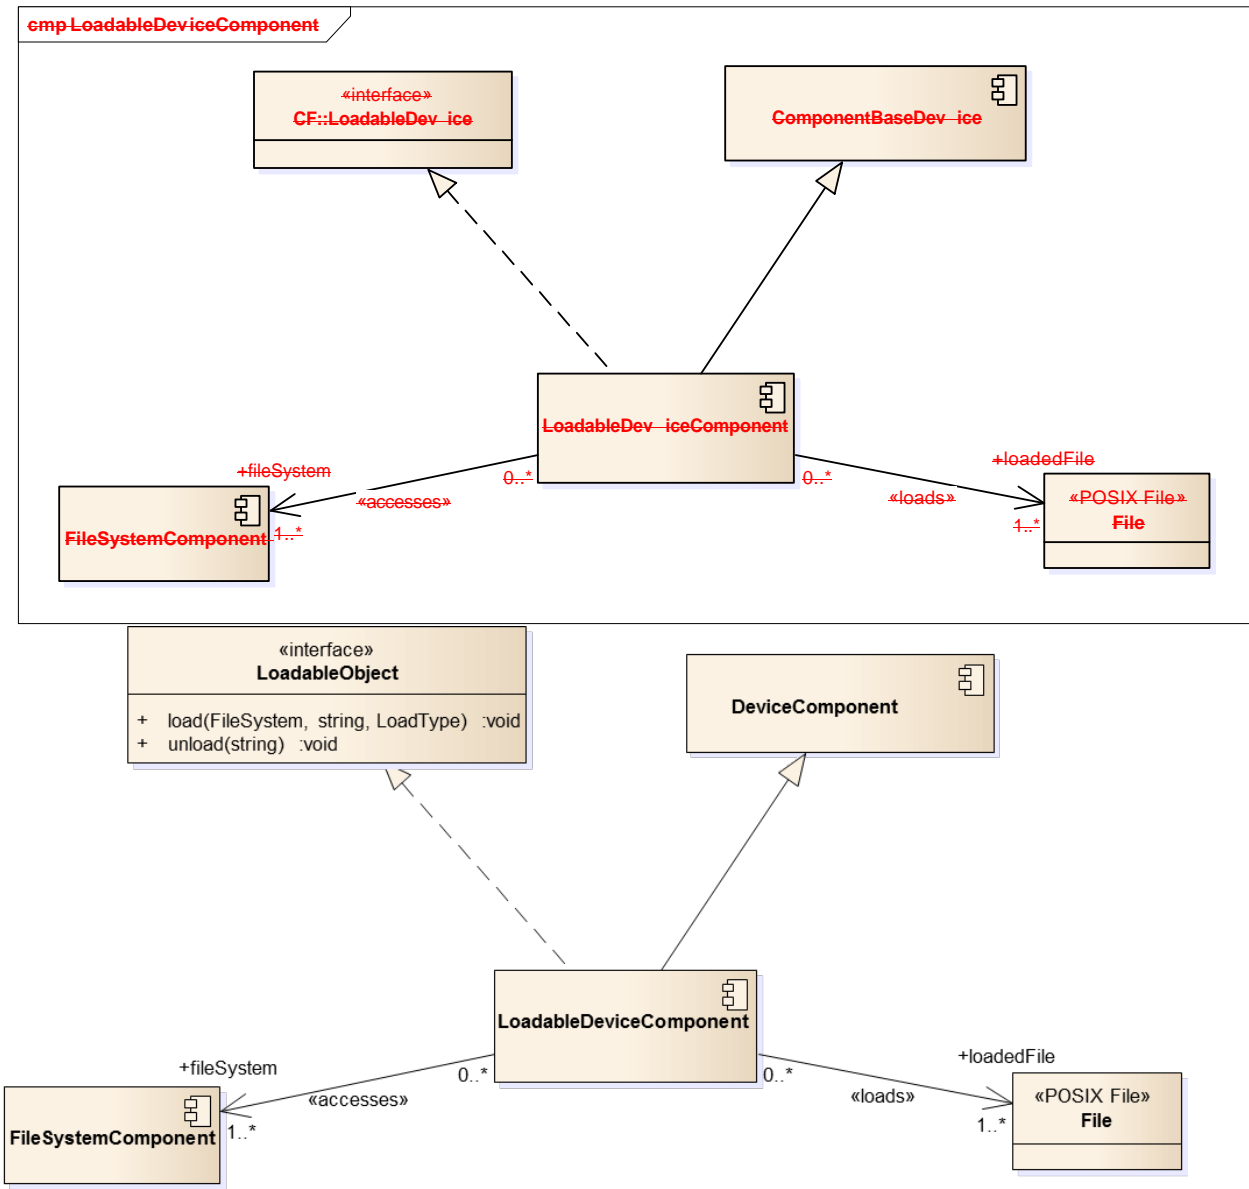 cmp LoadableDeviceComponent
«interface»
CF::LoadableDev ice
ComponentBaseDev ice
LoadableDev iceComponent
+fileSystem
0..*
0..*
+loadedFile
«accesses»
«loads»
«POSIX File»
File
FileSystemComponent
1..*
1..*
«interface»
LoadableObject
+ load(FileSystem, string, LoadType) :void
+ unload(string) :void
DeviceComponent
LoadableDeviceComponent
+fileSystem
0..*
0..*
+loadedFile
«accesses»
«loads»
«POSIX File»
File
FileSystemComponent
1..*
1..*